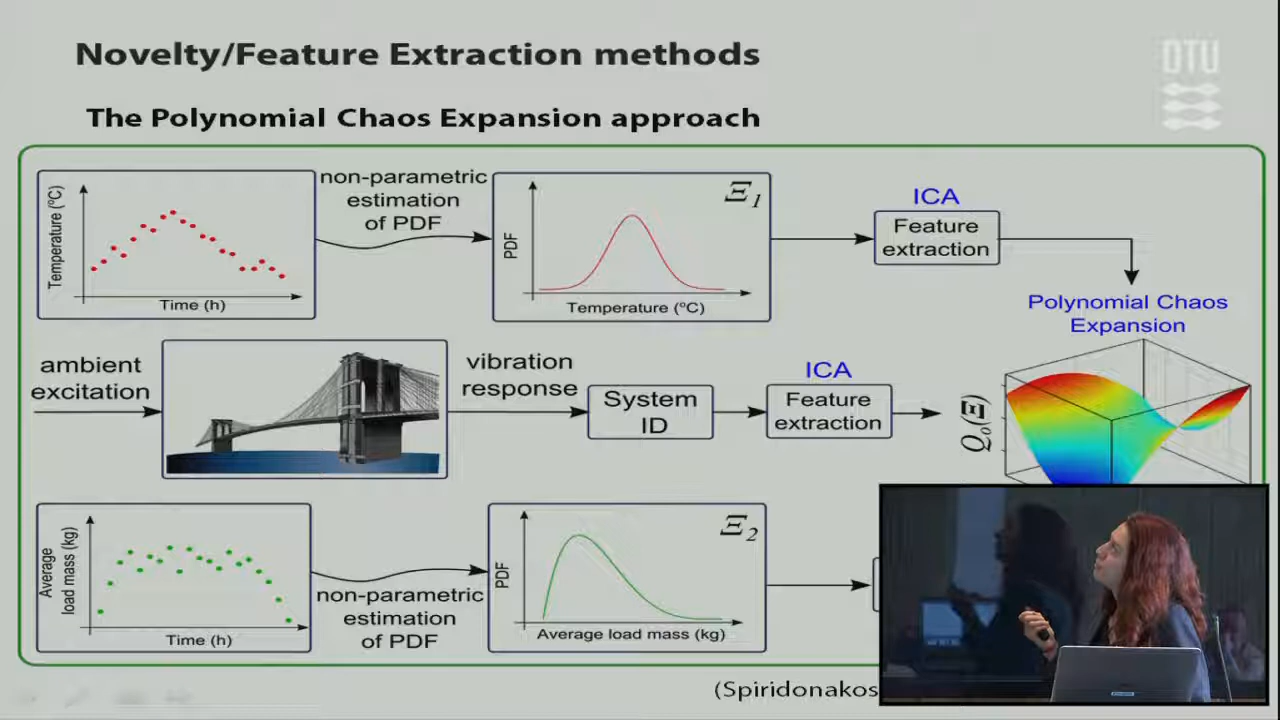 Novelty/Feature Extraction methods
DTU
The Polynomial Chaos Expansion approach
Temperature (ºC)
Time (h)
non-parametric
estimation
of PDF
PDF
Ξ1
Temperature (ºC)
ICA
Feature
extraction
Polynomial Chaos
Expansion
ambient
excitation
vibration
response
System
ID
ICA
Feature
extraction
Q₀(Ξ)
Average
load mass (kg)
Time (h)
non-parametric
estimation
of PDF
PDF
Ξ2
Average load mass (kg)
(Spiridonakos